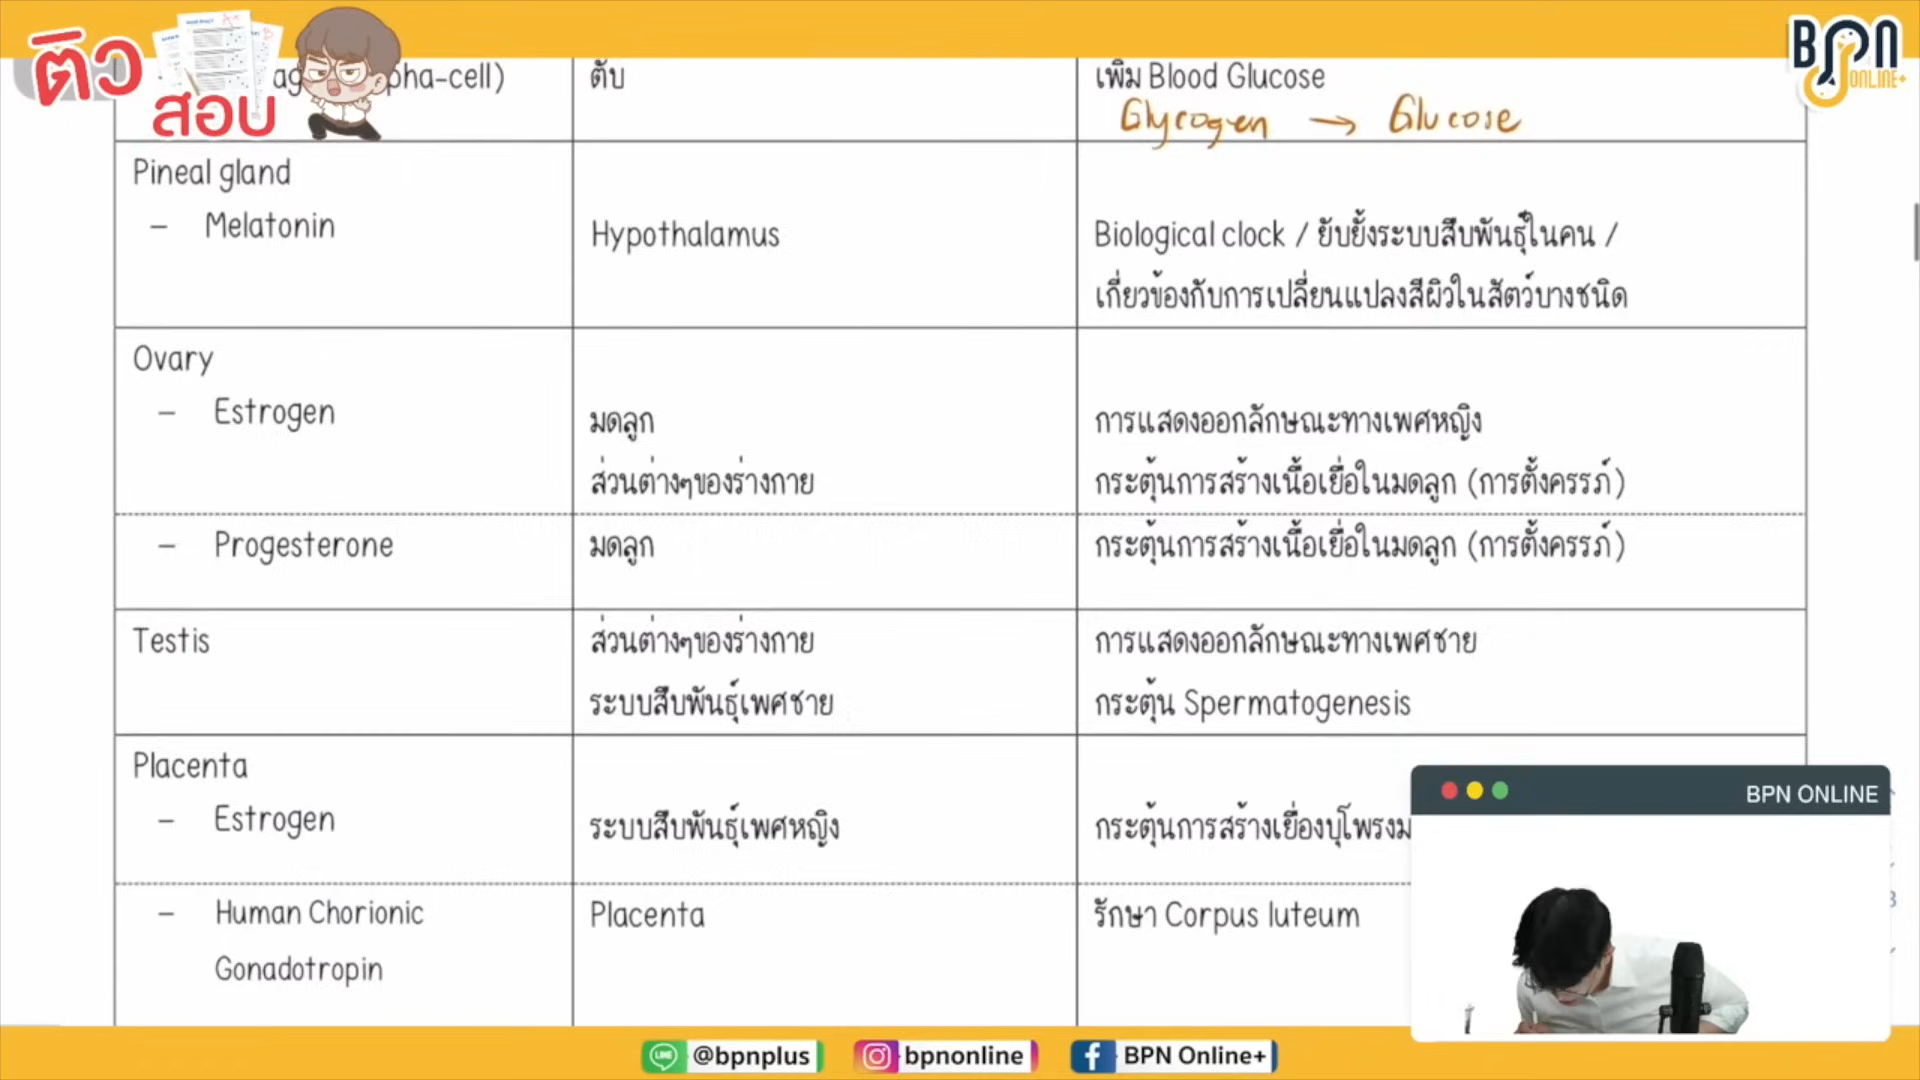 ติว
สอบ
BPN
ONLINE+
pha-cell)
ตับ
เพิ่ม Blood Glucose
Glycogen → Glucose
Pineal gland
– Melatonin
Hypothalamus
Biological clock / ยับยั้งระบบสืบพันธุ์ในคน /
เกี่ยวข้องกับการเปลี่ยนแปลงสีผิวในสัตว์บางชนิด
Ovary
– Estrogen
มดลูก
ส่วนต่างๆของร่างกาย
การแสดงออกลักษณะทางเพศหญิง
กระตุ้นการสร้างเนื้อเยื่อในมดลูก (การตั้งครรภ์)
– Progesterone
มดลูก
กระตุ้นการสร้างเนื้อเยื่อในมดลูก (การตั้งครรภ์)
Testis
ส่วนต่างๆของร่างกาย
ระบบสืบพันธุ์เพศชาย
การแสดงออกลักษณะทางเพศชาย
กระตุ้น Spermatogenesis
Placenta
– Estrogen
ระบบสืบพันธุ์เพศหญิง
กระตุ้นการสร้างเยื่องบุโพรงม
– Human Chorionic
Gonadotropin
Placenta
รักษา Corpus luteum
BPN ONLINE
LINE @bpnplus
bpnonline
BPN Online+